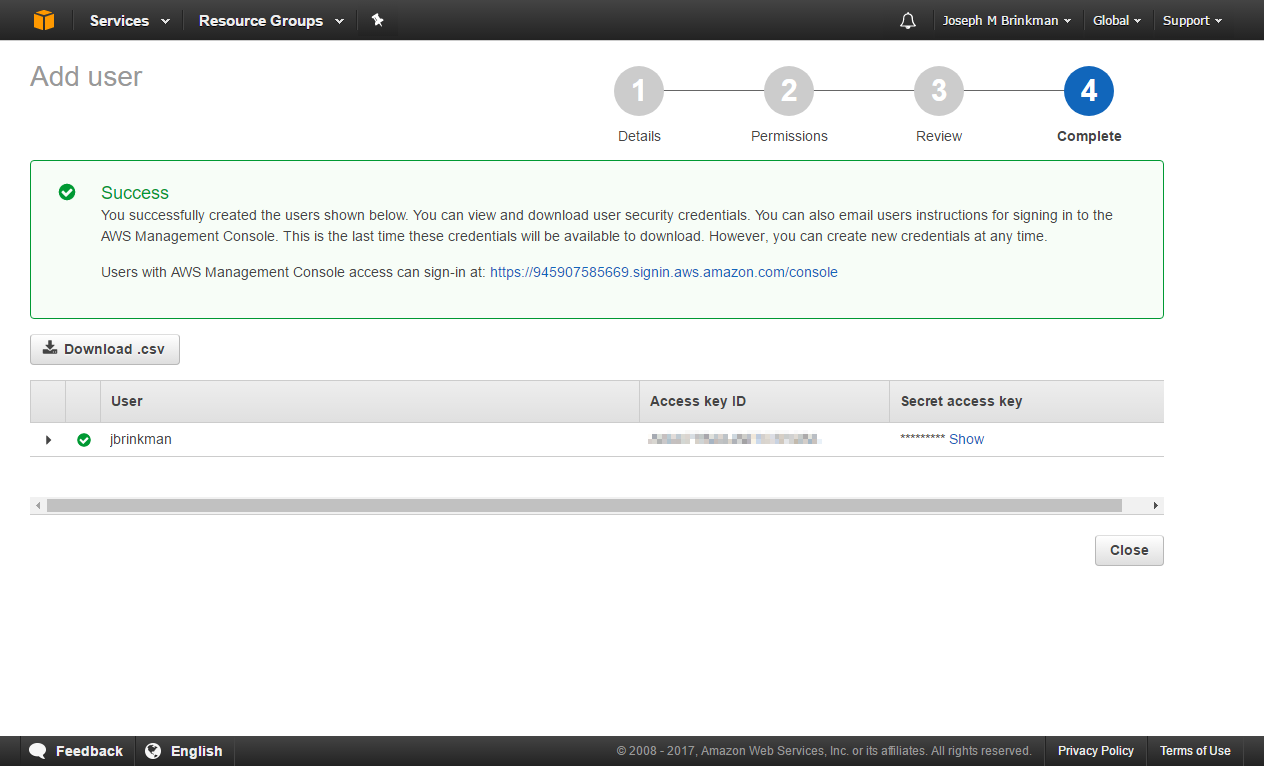 Services Resource Groups Joseph M Brinkman Global Support
Add user
1 2 3 4
Details Permissions Review Complete
Success
You successfully created the users shown below. You can view and download user security credentials. You can also email users instructions for signing in to the
AWS Management Console. This is the last time these credentials will be available to download. However, you can create new credentials at any time.
Users with AWS Management Console access can sign-in at: https://945907585669.signin.aws.amazon.com/console
Download .csv
User Access key ID Secret access key
jbrinkman ********* Show
Close
Feedback English © 2008 - 2017, Amazon Web Services, Inc. or its affiliates. All rights reserved. Privacy Policy Terms of Use